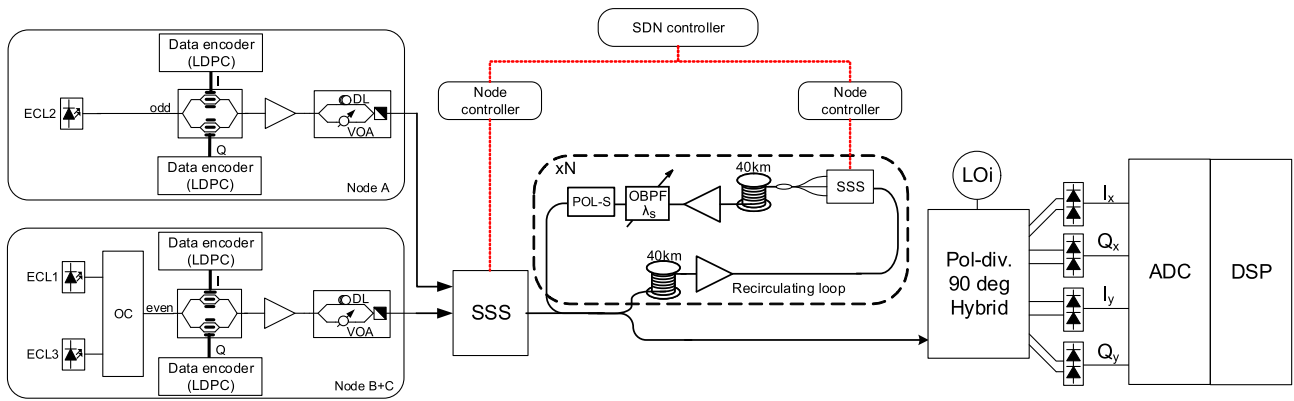 SDN controller
Node
controller
Node
controller
Data encoder
(LDPC)
I
ECL2
odd
DL
VOA
Q
Data encoder
(LDPC)
Node A
Data encoder
(LDPC)
I
ECL1
OC
even
DL
VOA
ECL3
Q
Data encoder
(LDPC)
Node B+C
SSS
xN
40km
SSS
POL-S
OBPF
λs
40km
Recirculating loop
LOi
Pol-div.
90 deg
Hybrid
Ix
Qx
Iy
Qy
ADC
DSP